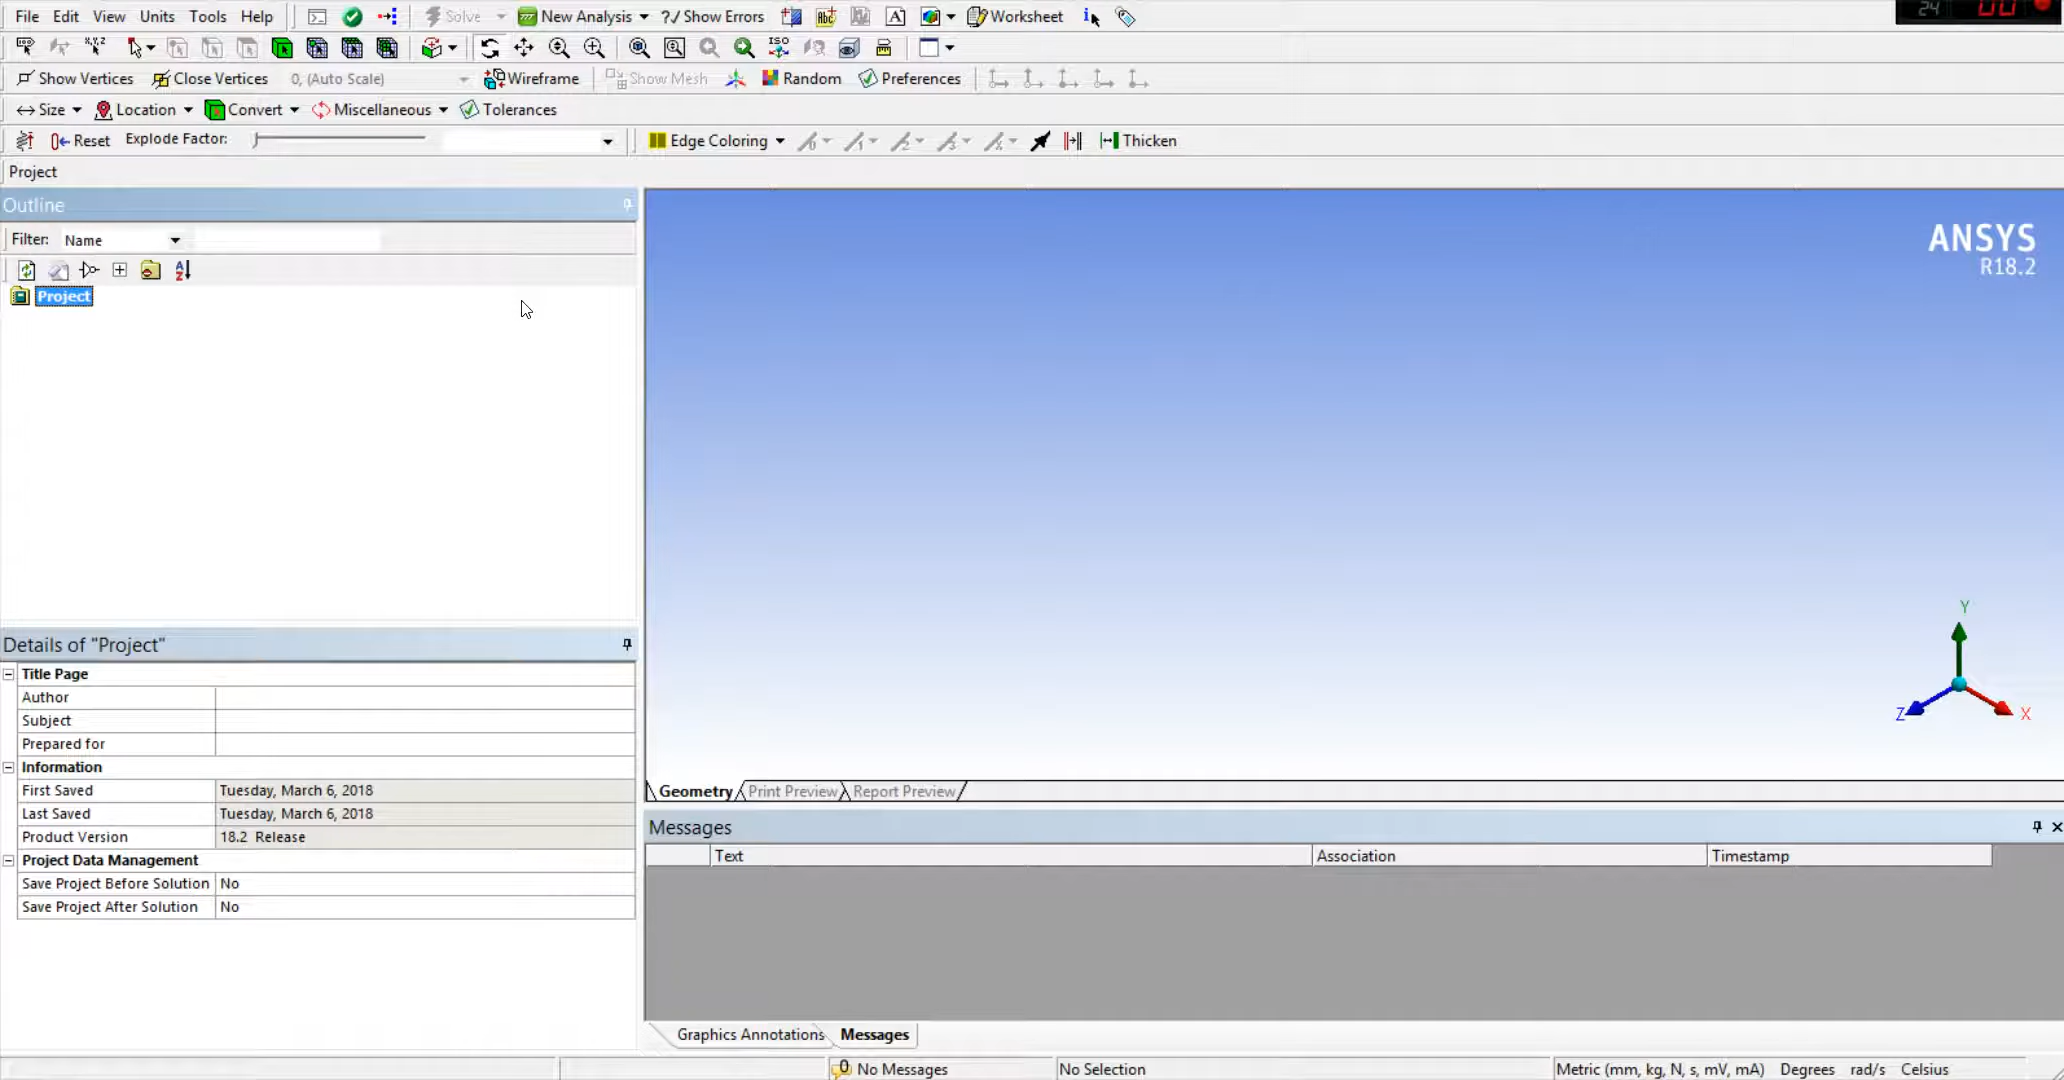 File Edit View Units Tools Help Solve New Analysis ?/ Show Errors Worksheet
Show Vertices Close Vertices 0, (Auto Scale) Wireframe Show Mesh Random Preferences
Size Location Convert Miscellaneous Tolerances
Reset Explode Factor: Edge Coloring Thicken
Project
Outline
Filter: Name
Project
ANSYS
R18.2
Y
Z
X
Details of "Project"
Title Page
Author
Subject
Prepared for
Information
First Saved Tuesday, March 6, 2018
Last Saved Tuesday, March 6, 2018
Product Version 18.2 Release
Project Data Management
Save Project Before Solution No
Save Project After Solution No
Geometry Print Preview Report Preview
Messages
Text Association Timestamp
Graphics Annotations Messages
0 No Messages No Selection Metric (mm, kg, N, s, mV, mA) Degrees rad/s Celsius